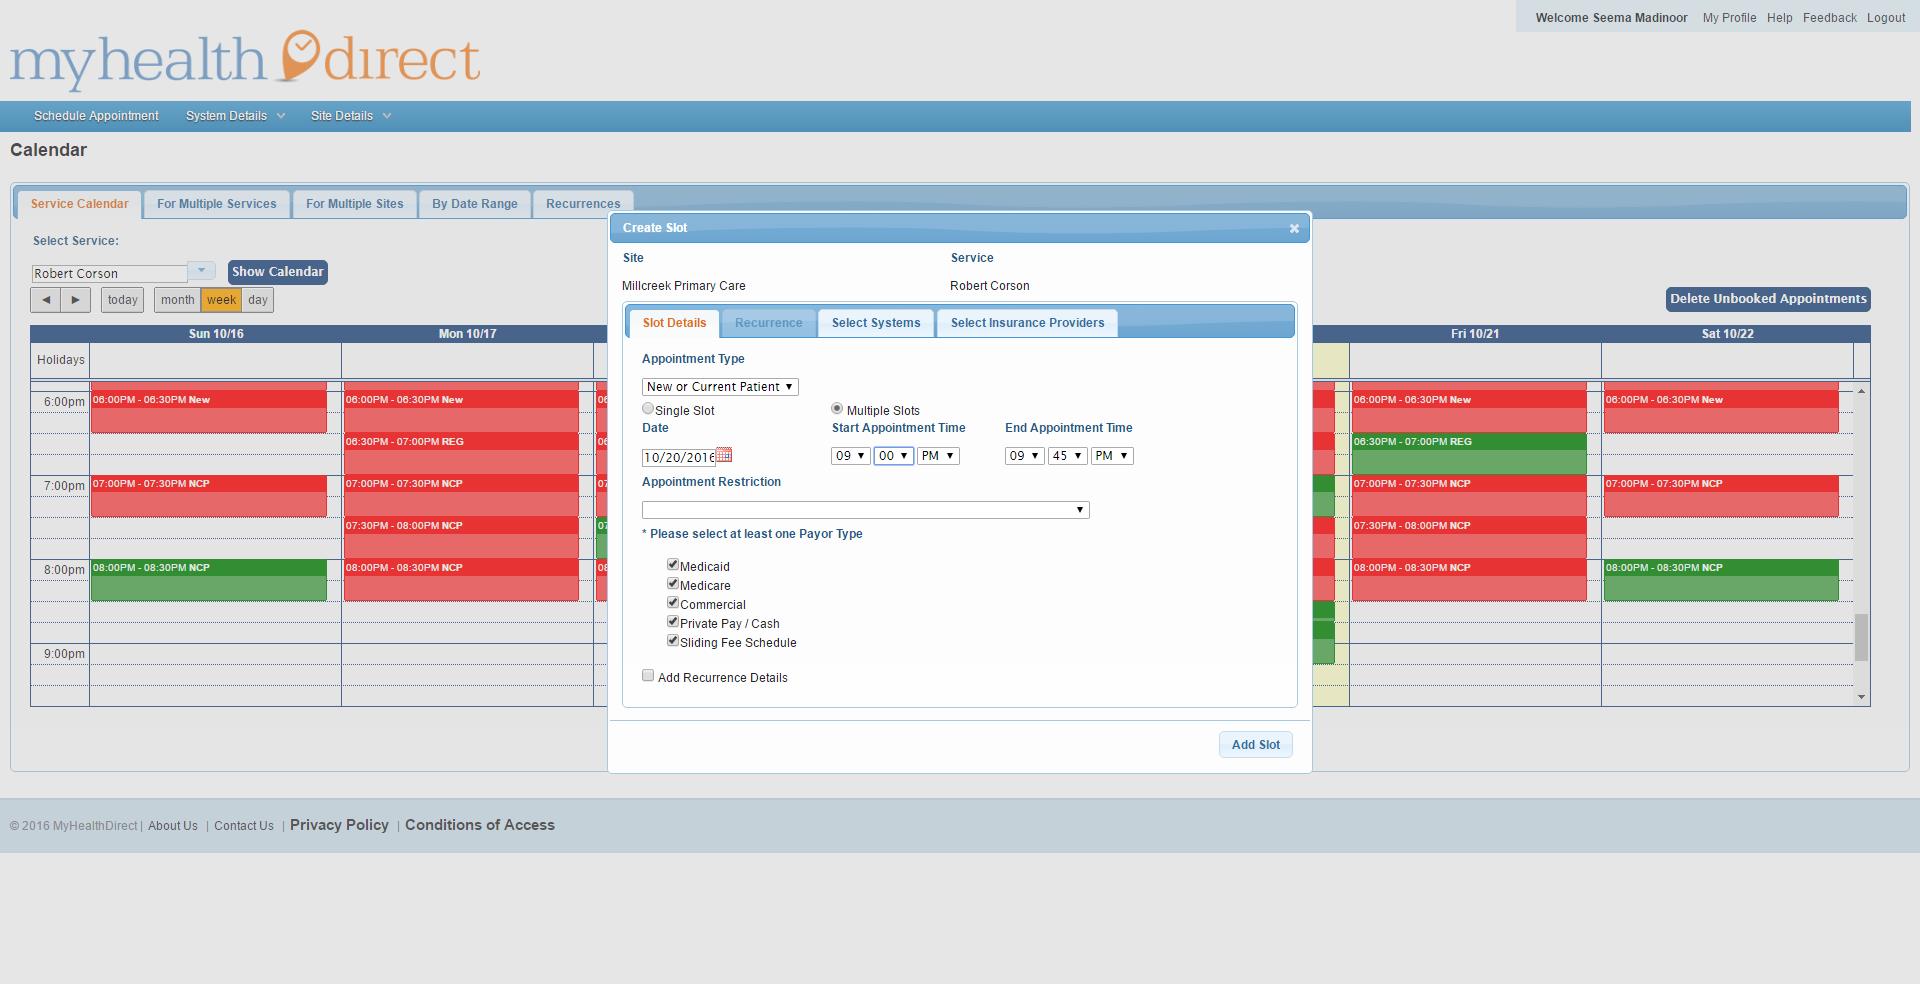 Welcome Seema Madinoor My Profile Help Feedback Logout
myhealth direct
Schedule Appointment System Details Site Details
Calendar
Service Calendar For Multiple Services For Multiple Sites By Date Range Recurrences
Select Service:
Robert Corson Show Calendar
◄ ► today month week day
Delete Unbooked Appointments
Sun 10/16 Mon 10/17 Fri 10/21 Sat 10/22
Holidays
6:00pm
7:00pm
8:00pm
9:00pm
06:00PM - 06:30PM New
07:00PM - 07:30PM NCP
08:00PM - 08:30PM NCP
06:00PM - 06:30PM New
06:30PM - 07:00PM REG
07:00PM - 07:30PM NCP
07:30PM - 08:00PM NCP
08:00PM - 08:30PM NCP
06
06
07
07
08
06:00PM - 06:30PM New
06:30PM - 07:00PM REG
07:00PM - 07:30PM NCP
07:30PM - 08:00PM NCP
08:00PM - 08:30PM NCP
06:00PM - 06:30PM New
07:00PM - 07:30PM NCP
08:00PM - 08:30PM NCP
Create Slot
Site Service
Millcreek Primary Care Robert Corson
Slot Details Recurrence Select Systems Select Insurance Providers
Appointment Type
New or Current Patient
Single Slot Multiple Slots
Date Start Appointment Time End Appointment Time
10/20/2016 09 00 PM 09 45 PM
Appointment Restriction
* Please select at least one Payor Type
Medicaid
Medicare
Commercial
Private Pay / Cash
Sliding Fee Schedule
Add Recurrence Details
Add Slot
© 2016 MyHealthDirect | About Us | Contact Us | Privacy Policy | Conditions of Access